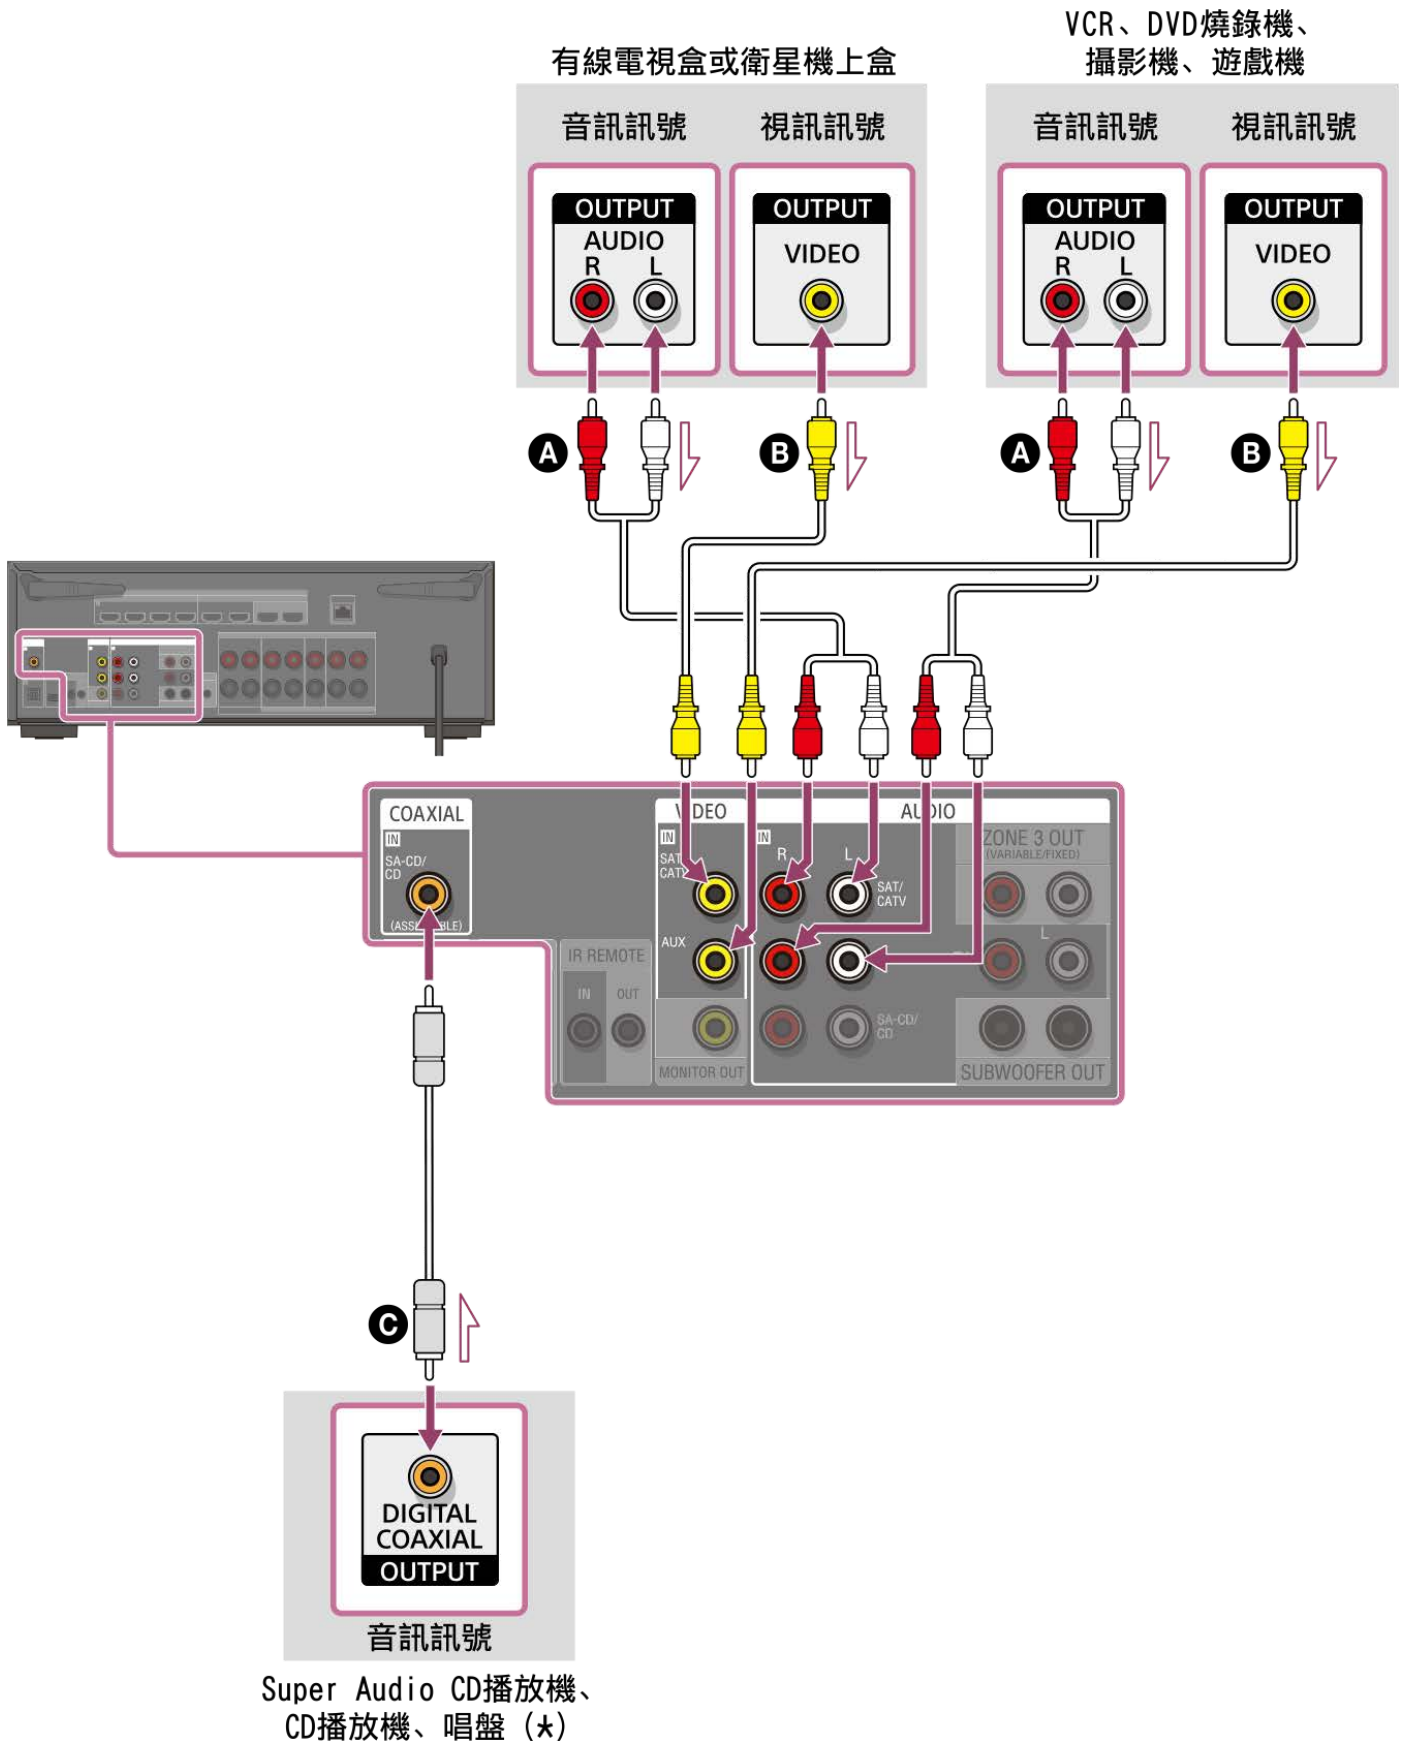 VCR、DVD燒錄機、
攝影機、遊戲機
有線電視盒或衛星機上盒
音訊訊號
視訊訊號
音訊訊號
視訊訊號
OUTPUT
AUDIO
R L
OUTPUT
VIDEO
OUTPUT
AUDIO
R L
OUTPUT
VIDEO
A
B
A
B
COAXIAL
IN
SA-CD/
CD
VIDEO
IN
SAT/
CATV
AUX
MONITOR OUT
AUDIO
IN
R L
SAT/
CATV
SA-CD/
CD
ZONE 3 OUT
(VARIABLE/FIXED)
L
SUBWOOFER OUT
IR REMOTE
IN OUT
C
DIGITAL
COAXIAL
OUTPUT
音訊訊號
Super Audio CD播放機、
CD播放機、唱盤（*）